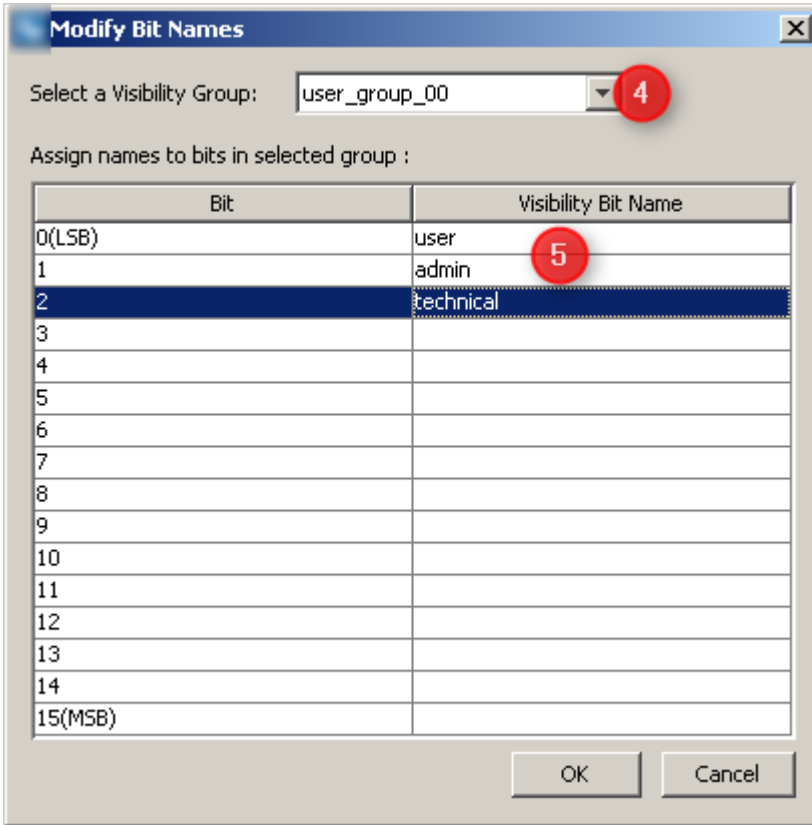 Modify Bit Names
Select a Visibility Group: user_group_00 4
Assign names to bits in selected group :
Bit Visibility Bit Name
0(LSB) user
5
1 admin
2 technical
3
4
5
6
7
8
9
10
11
12
13
14
15(MSB)
OK Cancel